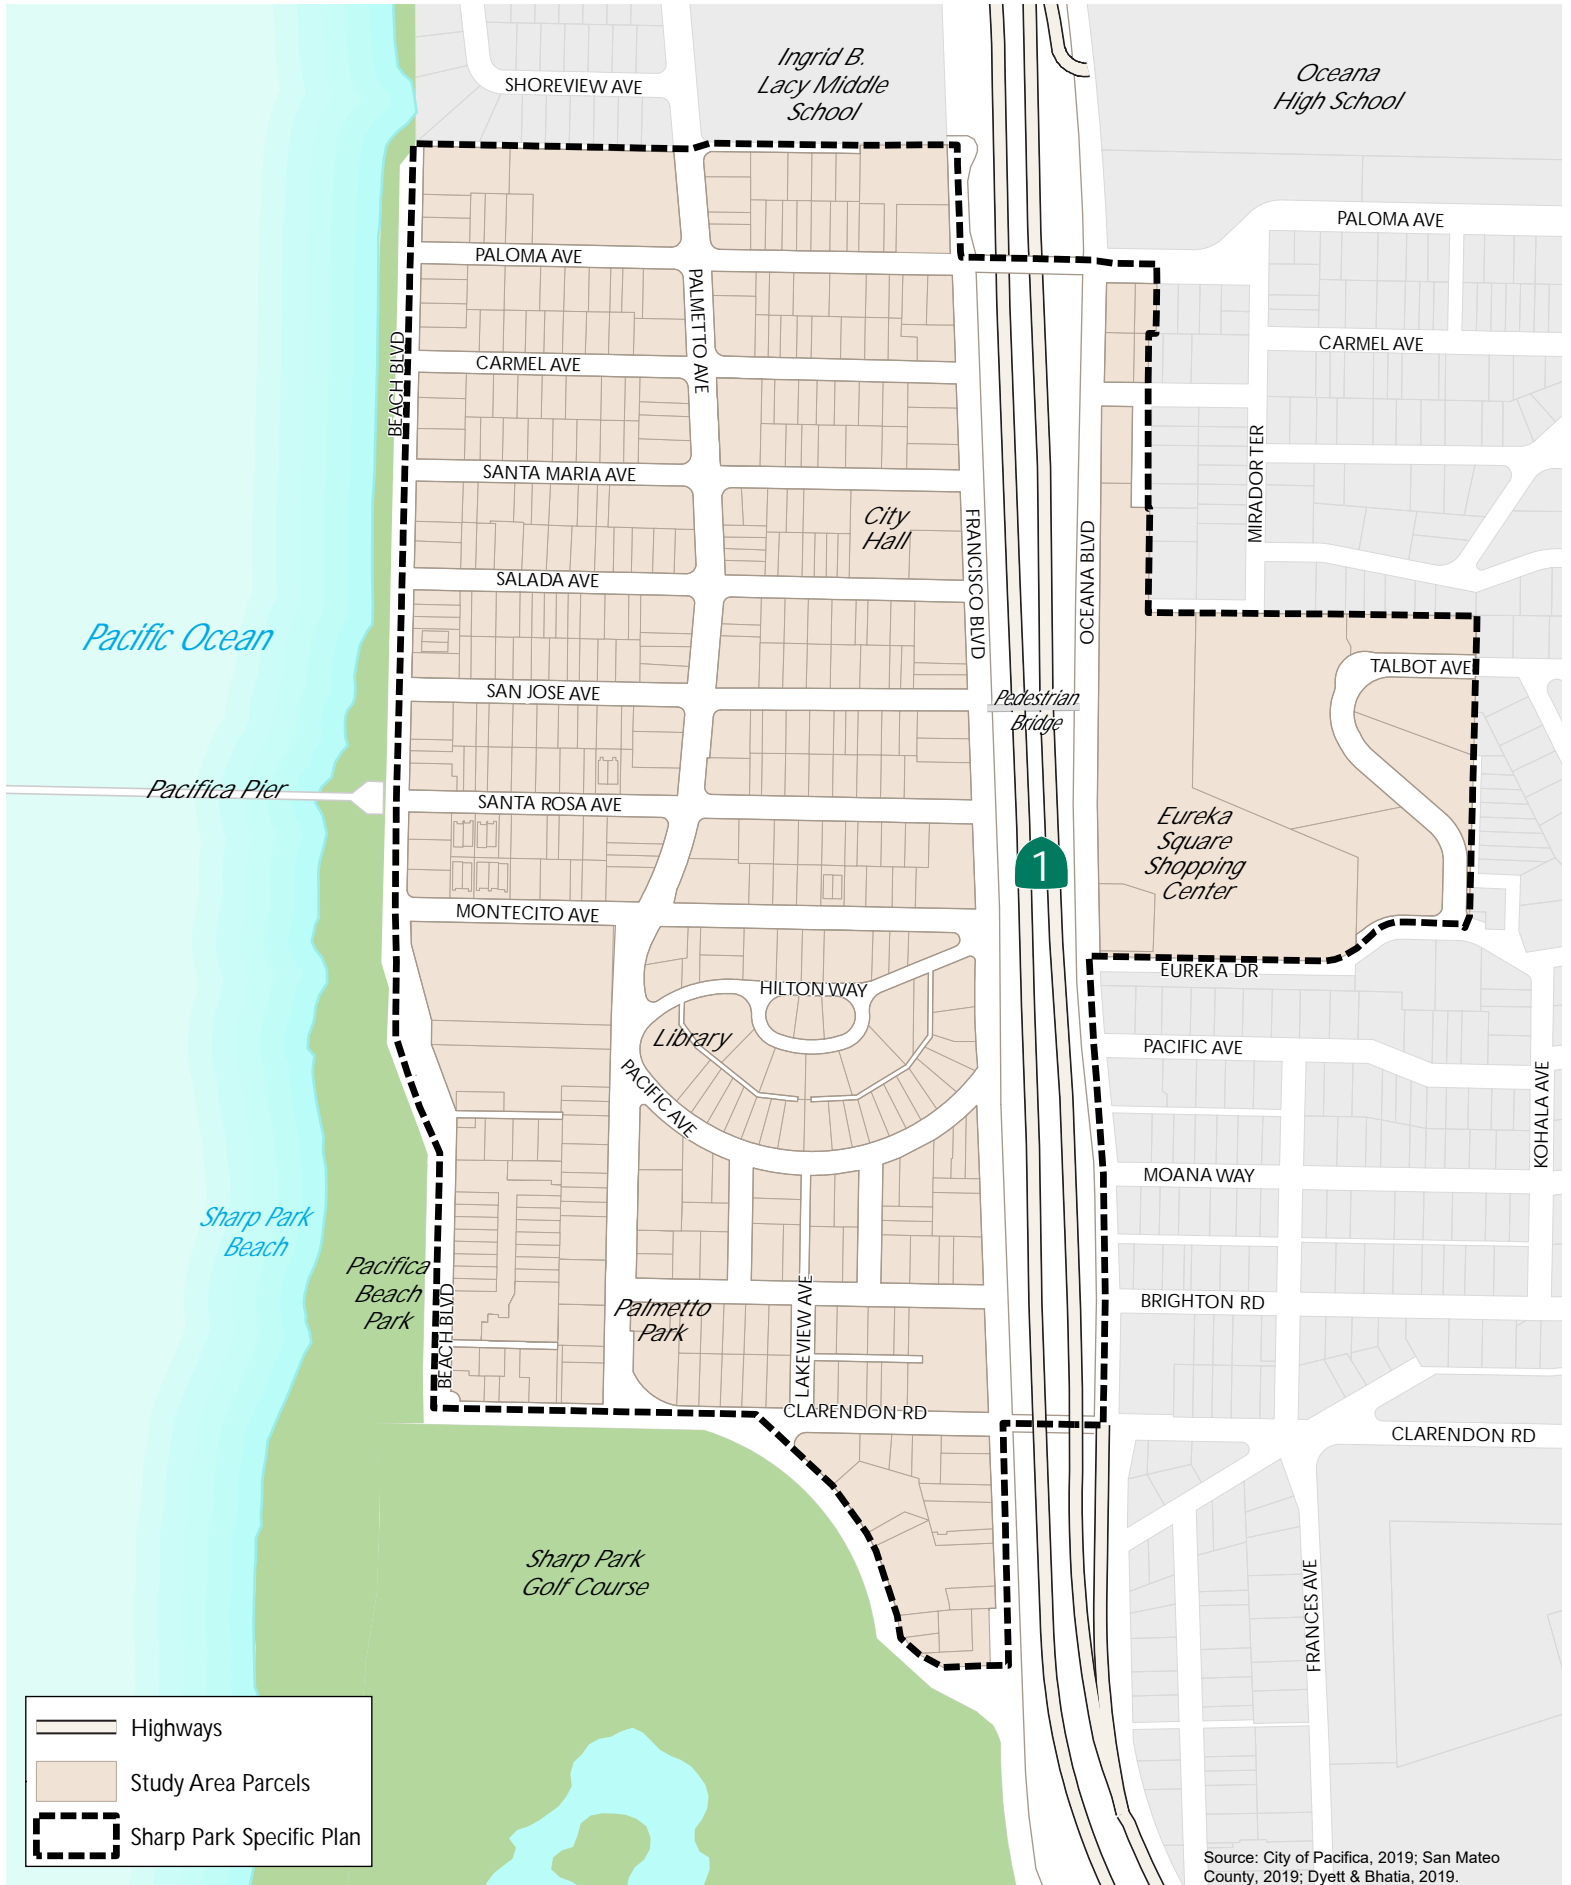 Ingrid B.
Lacy Middle
School
Oceana
High School
SHOREVIEW AVE
PALOMA AVE
PALOMA AVE
PALMETTO AVE
BEACH BLVD
CARMEL AVE
CARMEL AVE
SANTA MARIA AVE
MIRADOR TER
City
Hall
FRANCISCO BLVD
OCEANA BLVD
SALADA AVE
Pacific Ocean
TALBOT AVE
SAN JOSE AVE
Pedestrian
Bridge
Pacifica Pier
SANTA ROSA AVE
Eureka
Square
Shopping
Center
1
MONTECITO AVE
EUREKA DR
HILTON WAY
Library
PACIFIC AVE
PACIFIC AVE
KOHALA AVE
MOANA WAY
Sharp Park
Beach
Pacifica
Beach
Park
BEACH BLVD
Palmetto
Park
LAKEVIEW AVE
BRIGHTON RD
CLARENDON RD
CLARENDON RD
Sharp Park
Golf Course
FRANCES AVE
Highways
Study Area Parcels
Sharp Park Specific Plan
Source: City of Pacifica, 2019; San Mateo
County, 2019; Dyett & Bhatia, 2019.